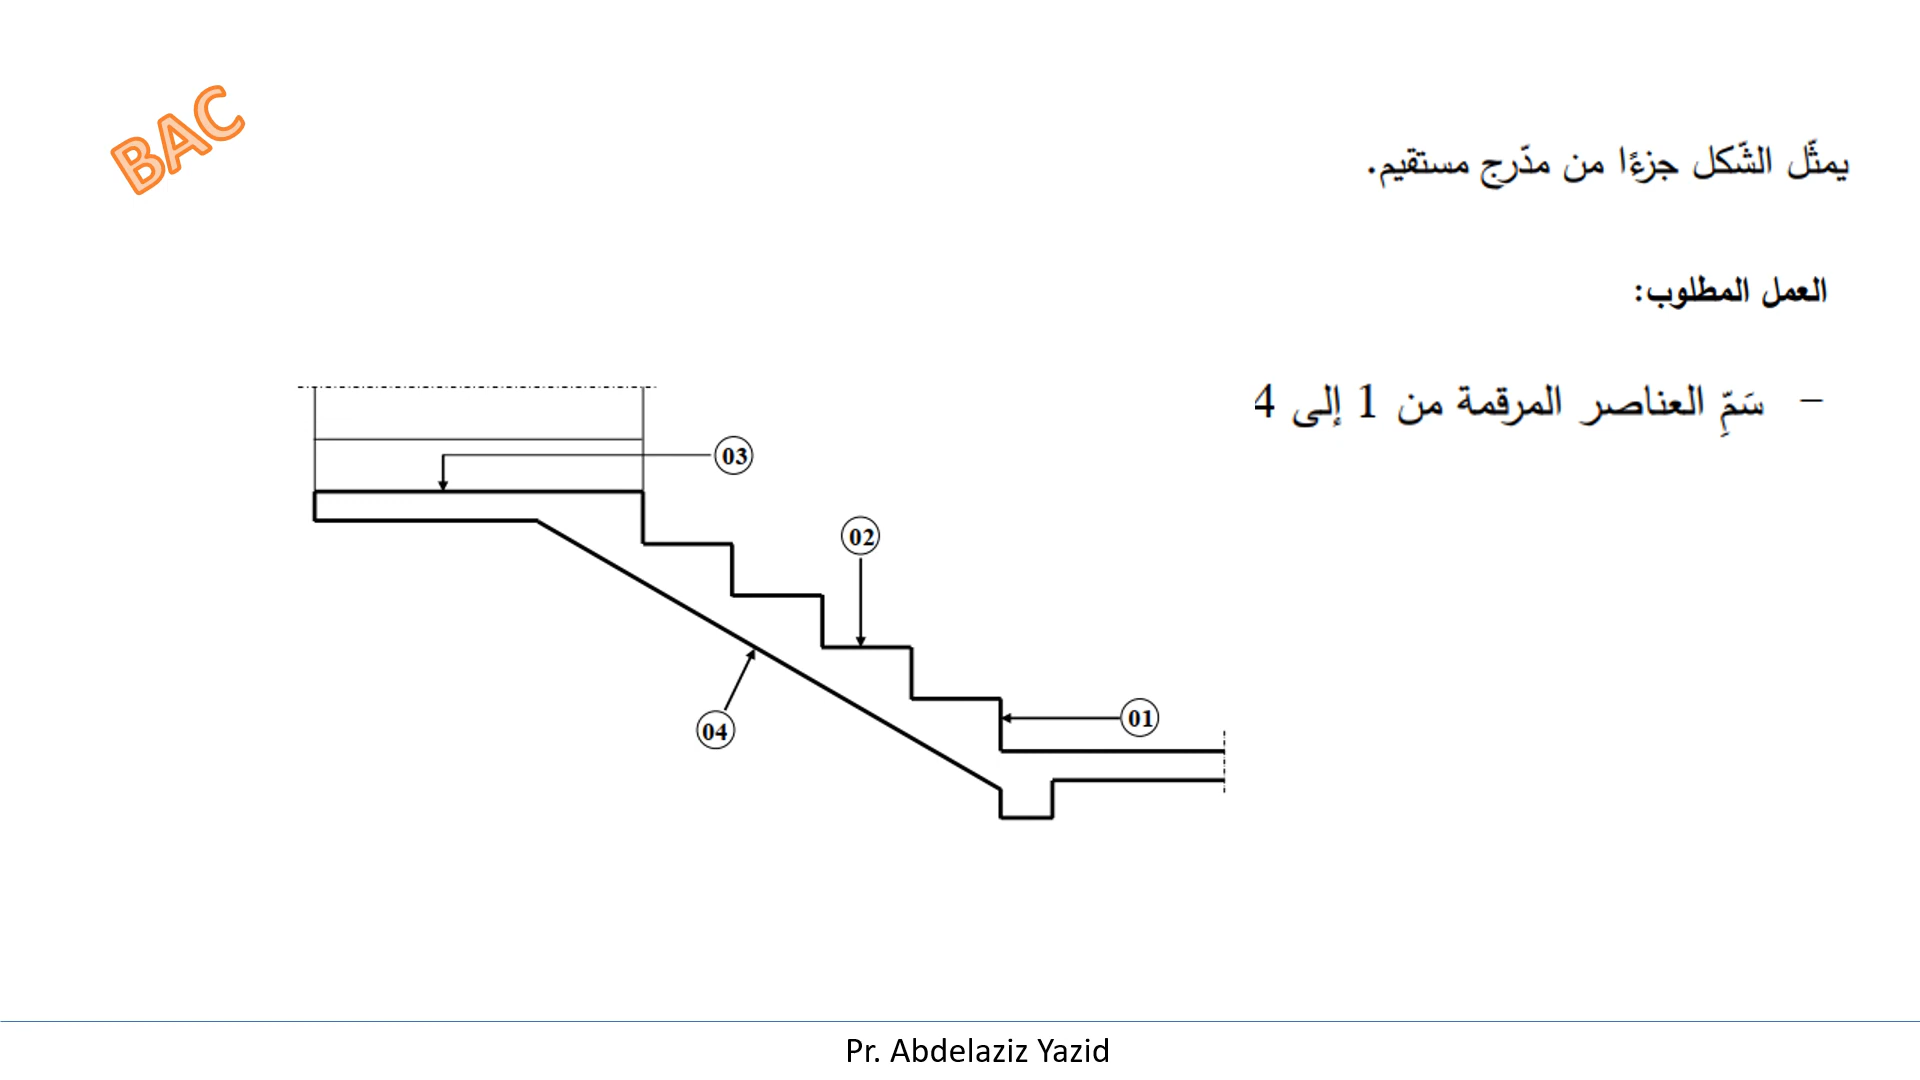 BAC
يمثّل الشّكل جزءًا من مدّرج مستقيم.
العمل المطلوب:
– سَمِّ العناصر المرقمة من 1 إلى 4
03
02
04
01
Pr. Abdelaziz Yazid